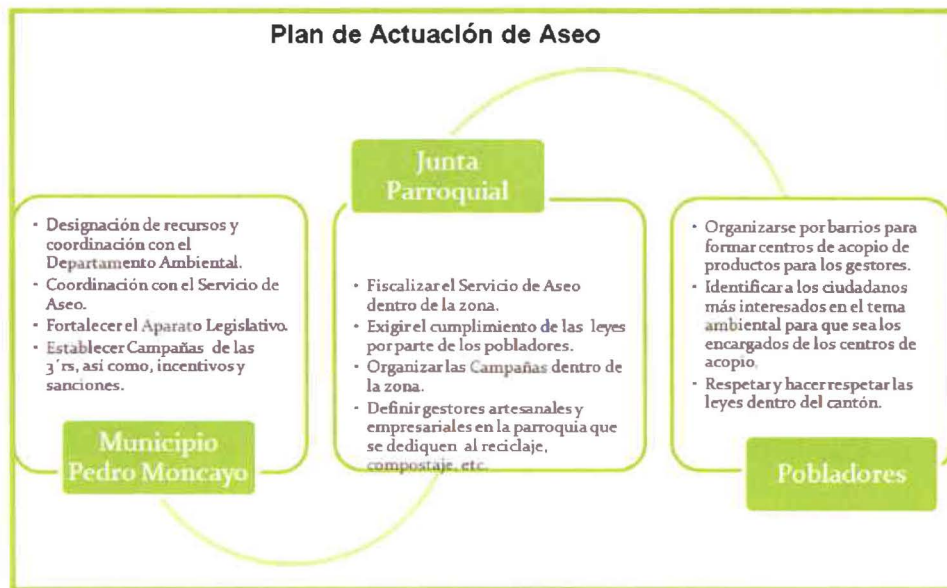 Plan de Actuación de Aseo
· Designación de recursos y
coordinación con el
Departamento Ambiental.
· Coordinación con el Servicio de
Aseo.
· Fortalecer el Aparato Legislativo.
· Establecer Campañas de las
3´rs, así como, incentivos y
sanciones.
Municipio
Pedro Moncayo
Junta
Parroquial
· Fiscalizar el Servicio de Aseo
dentro de la zona.
· Exigir el cumplimiento de las leyes
por parte de los pobladores.
· Organizar las Campañas dentro de
la zona.
· Definir gestores artesanales y
empresariales en la parroquia que
se dediquen al reciclaje,
compostaje, etc.
· Organizarse por barrios para
formar centros de acopio de
productos para los gestores.
· Identificar a los ciudadanos
más interesados en el tema
ambiental para que sea los
encargados de los centros de
acopio.
· Respetar y hacer respetar las
leyes dentro del cantón.
Pobladores